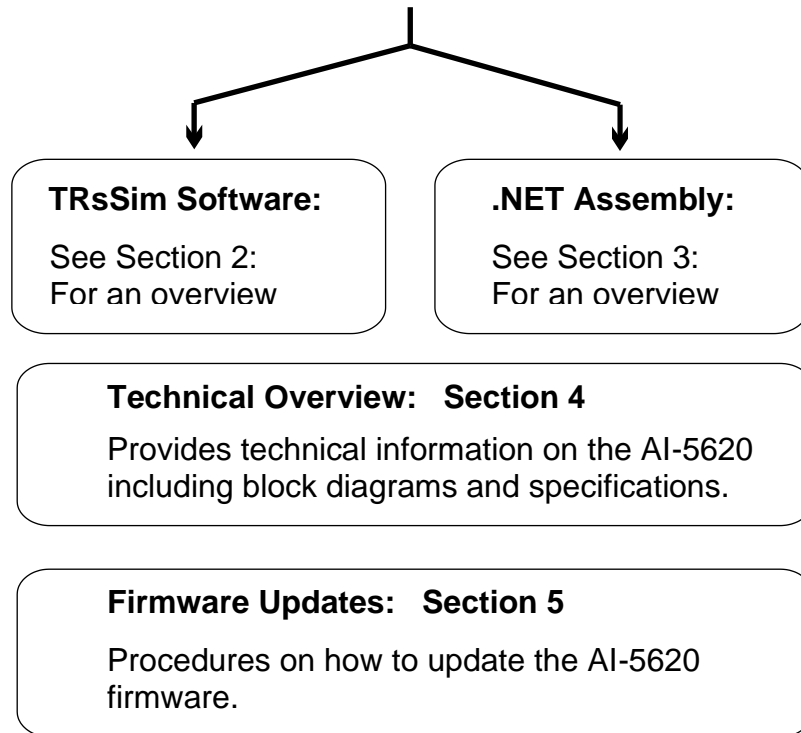 TRsSim Software:
See Section 2:
For an overview
.NET Assembly:
See Section 3:
For an overview
Technical Overview: Section 4
Provides technical information on the AI-5620
including block diagrams and specifications.
Firmware Updates: Section 5
Procedures on how to update the AI-5620
firmware.